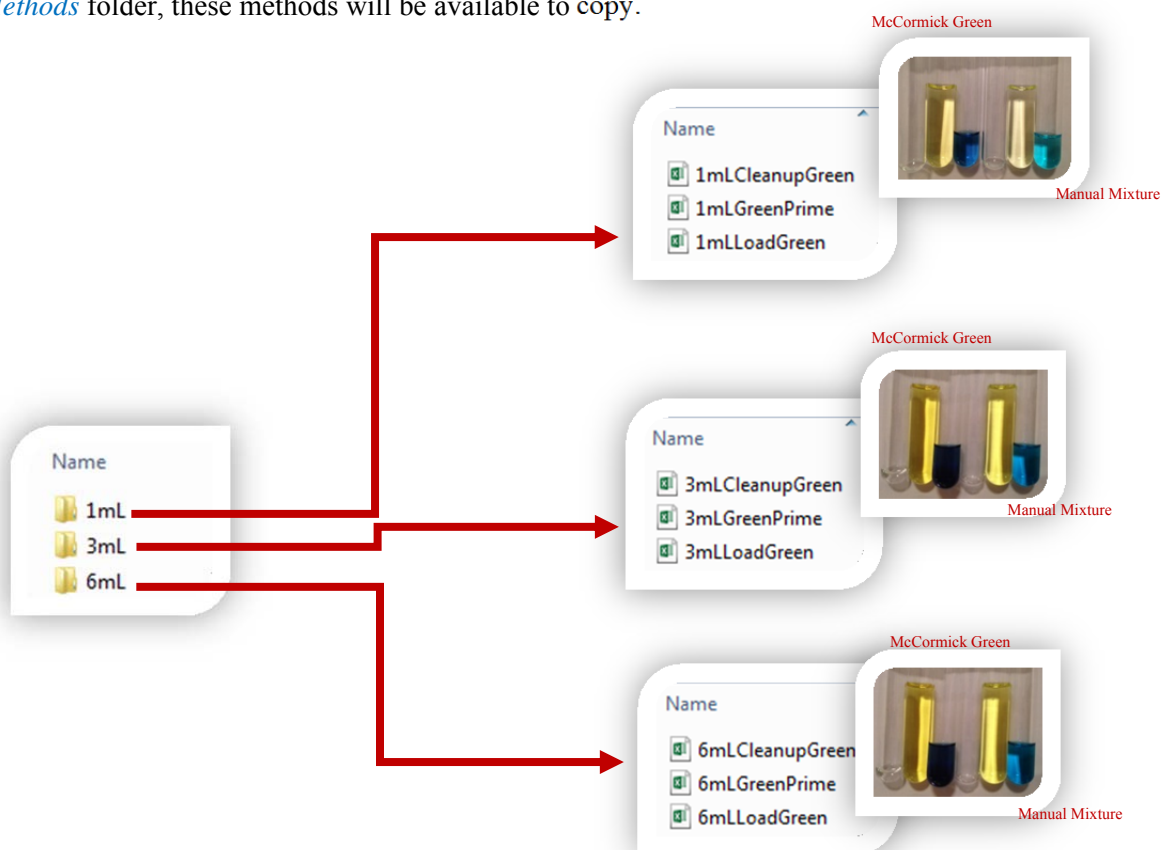 Methods folder, these methods will be available to copy.
McCormick Green
Name
1mLCleanupGreen
1mLGreenPrime
1mLLoadGreen
Manual Mixture
McCormick Green
Name
3mLCleanupGreen
3mLGreenPrime
3mLLoadGreen
Manual Mixture
Name
1mL
3mL
6mL
McCormick Green
Name
6mLCleanupGreen
6mLGreenPrime
6mLLoadGreen
Manual Mixture